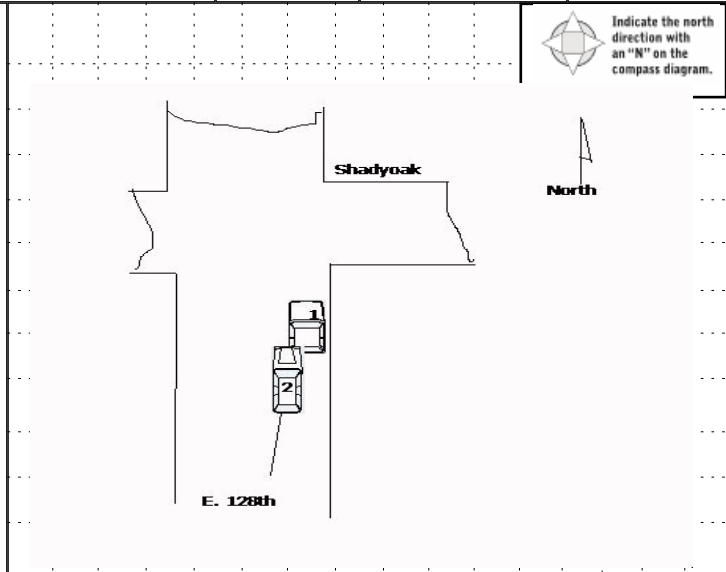 Indicate the north
direction with
an "N" on the
compass diagram.
Shadyoak
North
1
2
E. 128th